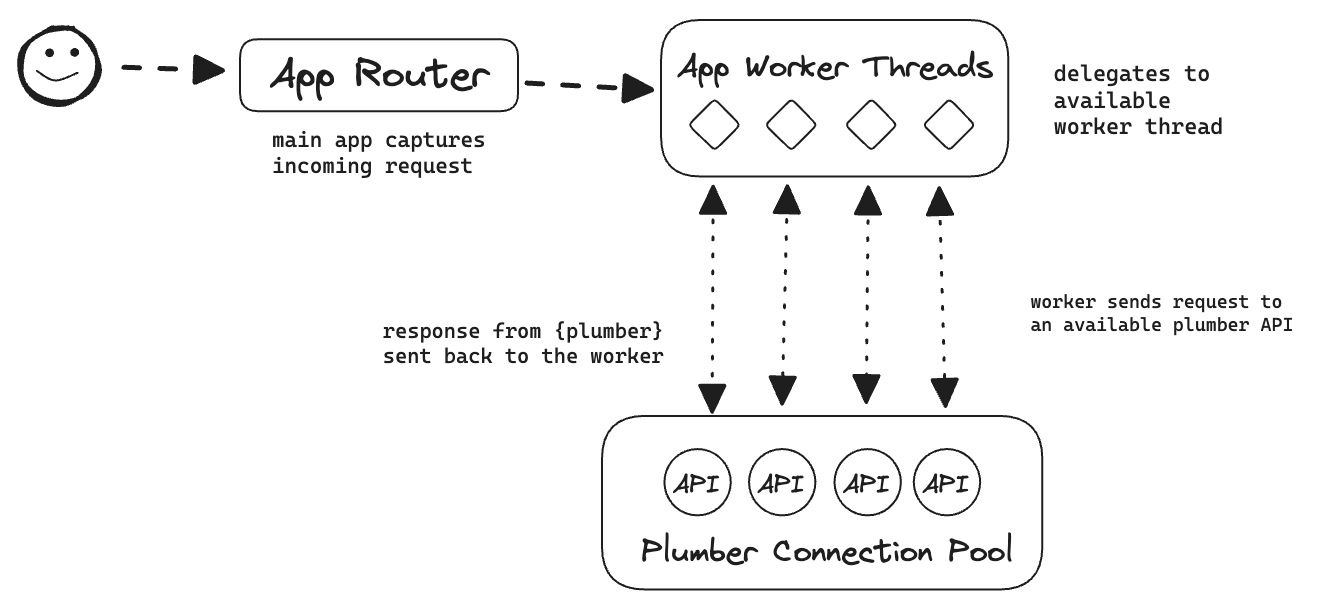 App Router
main app captures
incoming request
App Worker Threads
delegates to
available
worker thread
response from {plumber}
sent back to the worker
worker sends request to
an available plumber API
API API API API
Plumber Connection Pool